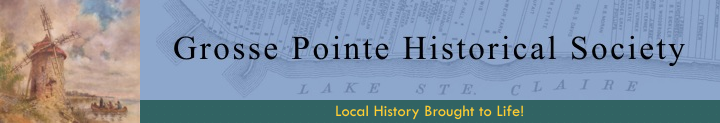 Grosse Pointe Historical Society
LAKE STE. CLAIRE
Local History Brought to Life!